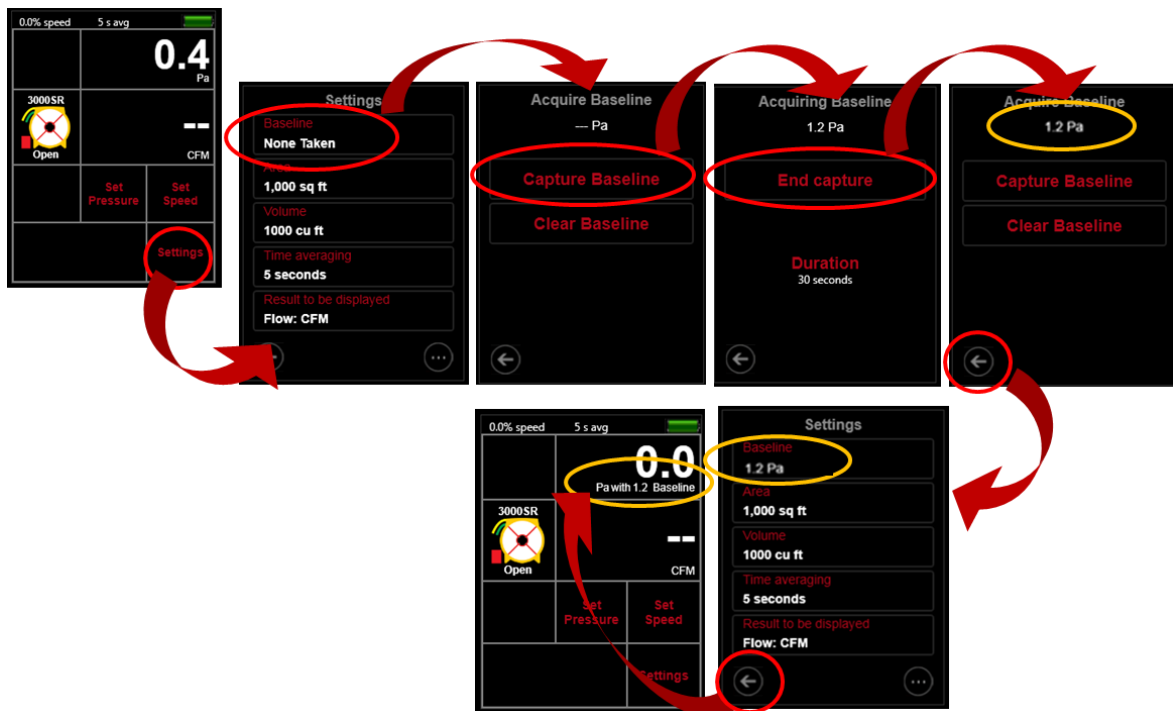 0.0% speed 5 s avg
0.4
Pa
3000SR
Open
--
CFM
Set Pressure
Set Speed
Settings
Settings
Baseline
None Taken
Area
1,000 sq ft
Volume
1000 cu ft
Time averaging
5 seconds
Result to be displayed
Flow: CFM
Acquire Baseline
--- Pa
Capture Baseline
Clear Baseline
Acquiring Baseline
1.2 Pa
End capture
Duration
30 seconds
Acquire Baseline
1.2 Pa
Capture Baseline
Clear Baseline
0.0% speed 5 s avg
0.0
Pa with 1.2 Baseline
3000SR
Open
--
CFM
Set Pressure
Set Speed
Settings
Settings
Baseline
1.2 Pa
Area
1,000 sq ft
Volume
1000 cu ft
Time averaging
5 seconds
Result to be displayed
Flow: CFM